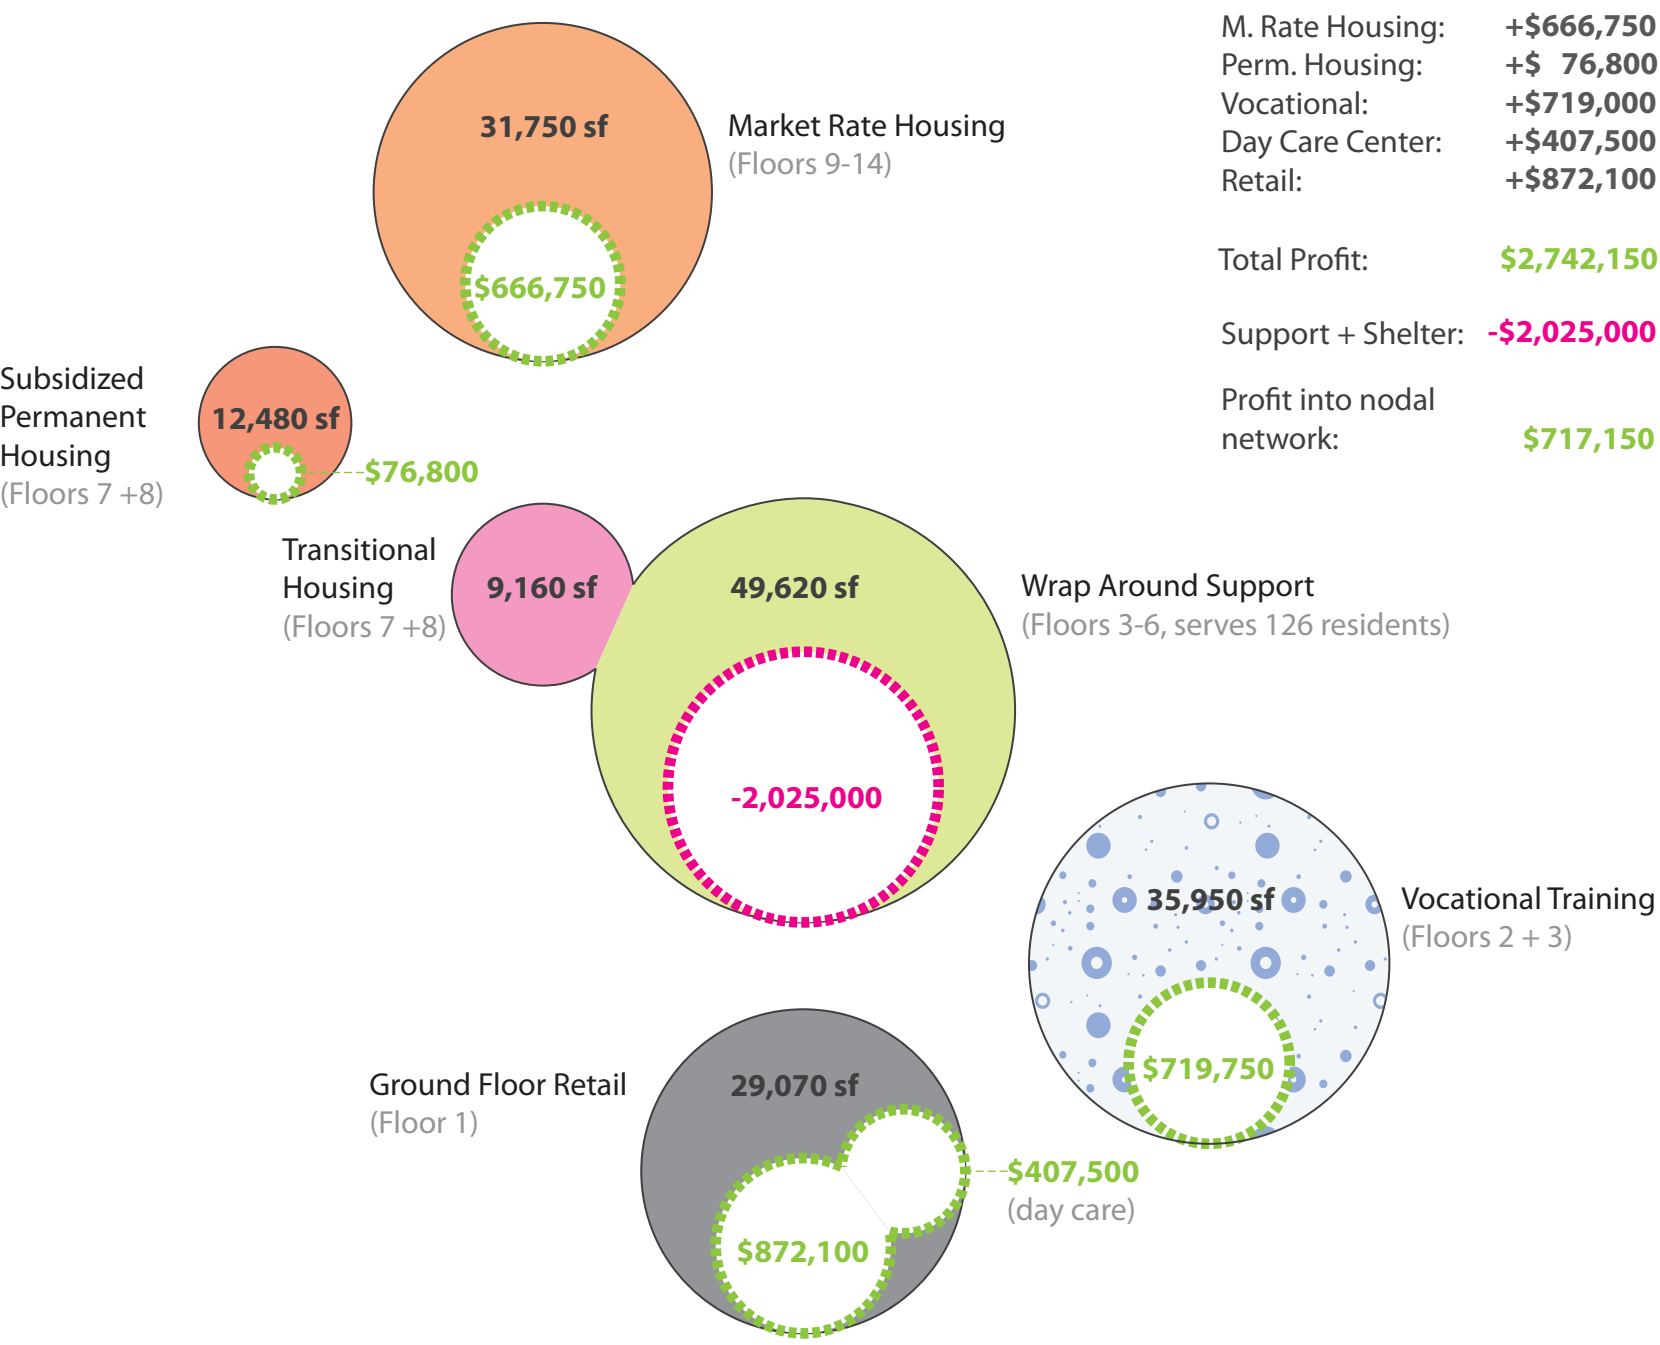 31,750 sf
Market Rate Housing
(Floors 9-14)
$666,750
M. Rate Housing: +$666,750
Perm. Housing: +$ 76,800
Vocational: +$719,000
Day Care Center: +$407,500
Retail: +$872,100
Total Profit: $2,742,150
Support + Shelter: -$2,025,000
Profit into nodal
network: $717,150
Subsidized
Permanent
Housing
(Floors 7 +8)
12,480 sf
$76,800
Transitional
Housing
(Floors 7 +8)
9,160 sf
49,620 sf
Wrap Around Support
(Floors 3-6, serves 126 residents)
-2,025,000
35,950 sf
Vocational Training
(Floors 2 + 3)
$719,750
Ground Floor Retail
(Floor 1)
29,070 sf
$407,500
(day care)
$872,100